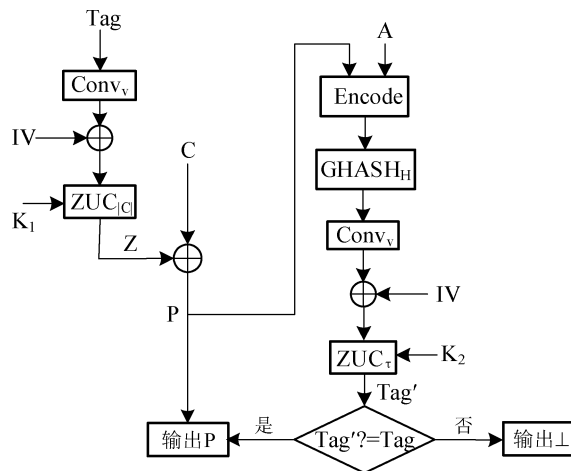 Tag
A
Conv_v
Encode
IV
C
GHASH_H
ZUC_|C|
K_1
Conv_v
Z
IV
P
ZUC_τ
K_2
Tag′
输出P
是
Tag′?=Tag
否
输出⊥